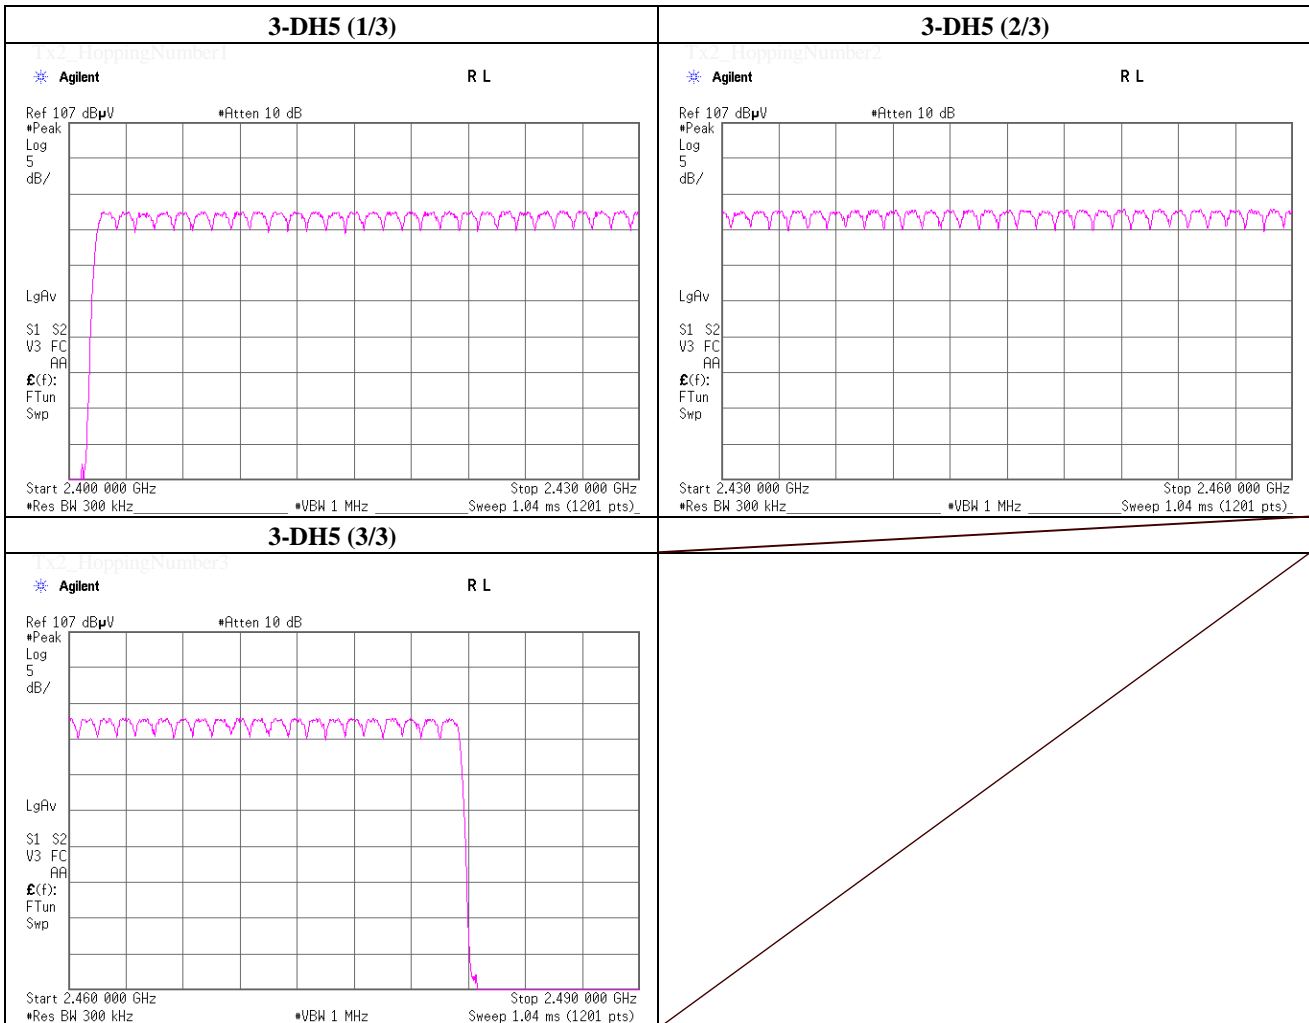 3-DH5 (1/3)
3-DH5 (2/3)
Tx2_HoppingNumber1
Agilent
R L
Ref 107 dBµV
#Atten 10 dB
#Peak
Log
5
dB/
LgAv
S1 S2
V3 FC
AA
£(f):
FTun
Swp
Start 2.400 000 GHz
Stop 2.430 000 GHz
#Res BW 300 kHz
#VBW 1 MHz
Sweep 1.04 ms (1201 pts)
Tx2_HoppingNumber2
Agilent
R L
Ref 107 dBµV
#Atten 10 dB
#Peak
Log
5
dB/
LgAv
S1 S2
V3 FC
AA
£(f):
FTun
Swp
Start 2.430 000 GHz
Stop 2.460 000 GHz
#Res BW 300 kHz
#VBW 1 MHz
Sweep 1.04 ms (1201 pts)
3-DH5 (3/3)
Tx2_HoppingNumber3
Agilent
R L
Ref 107 dBµV
#Atten 10 dB
#Peak
Log
5
dB/
LgAv
S1 S2
V3 FC
AA
£(f):
FTun
Swp
Start 2.460 000 GHz
Stop 2.490 000 GHz
#Res BW 300 kHz
#VBW 1 MHz
Sweep 1.04 ms (1201 pts)